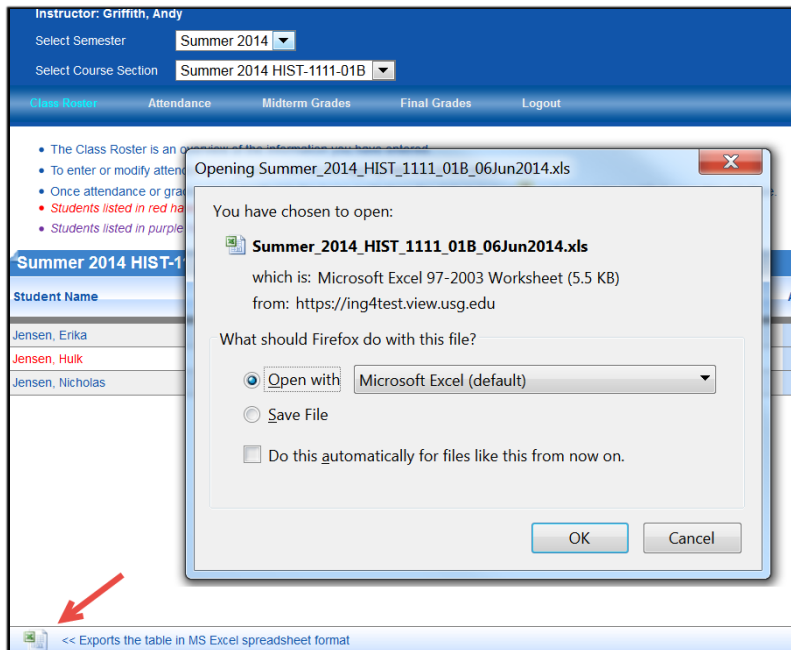 Instructor: Griffith, Andy
Select Semester Summer 2014
Select Course Section Summer 2014 HIST-1111-01B
Class Roster Attendance Midterm Grades Final Grades Logout
The Class Roster is an overview of the information you have entered
To enter or modify attend
Once attendance or grad
Students listed in red ha
Students listed in purple
Summer 2014 HIST-1
Student Name
Jensen, Erika
Jensen, Hulk
Jensen, Nicholas
Opening Summer_2014_HIST_1111_01B_06Jun2014.xls
You have chosen to open:
Summer_2014_HIST_1111_01B_06Jun2014.xls
which is: Microsoft Excel 97-2003 Worksheet (5.5 KB)
from: https://ing4test.view.usg.edu
What should Firefox do with this file?
Open with Microsoft Excel (default)
Save File
Do this automatically for files like this from now on.
OK Cancel
<< Exports the table in MS Excel spreadsheet format